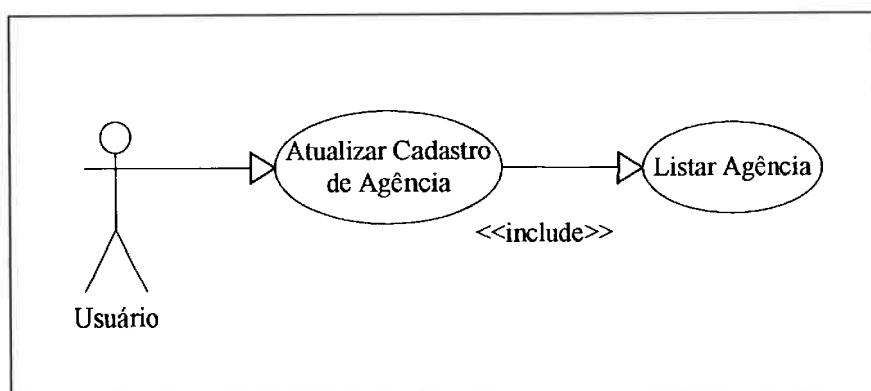 Atualizar Cadastro
de Agência
Listar Agência
<<include>>
Usuário